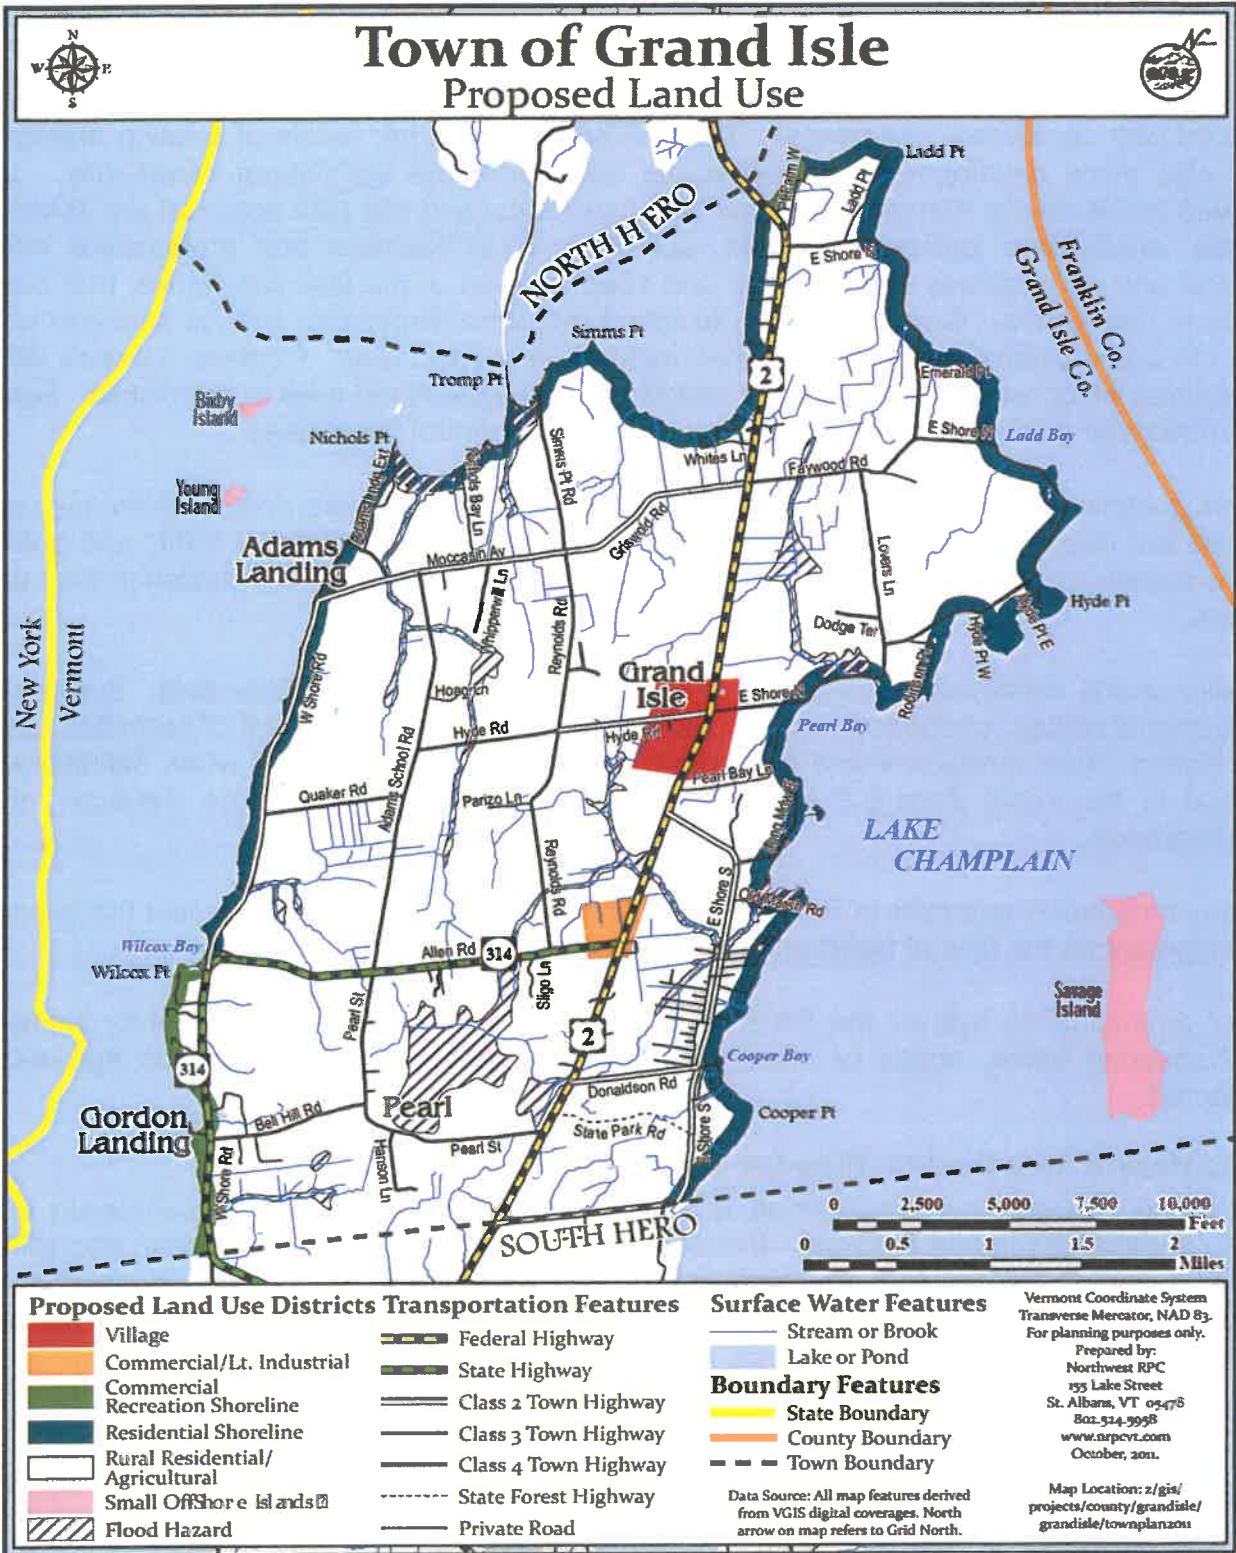 Town of Grand Isle
Proposed Land Use
N
W
E
S
N
Ladd Pt
Pilgrim W
Ladd Pt
NORTH HERO
E Shore N
Franklin Co.
Grand Isle Co.
Simms Pt
Tromp Pt
2
Emerald Pt
Bixby
Island
Nichols Pt
E Shore N
Ladd Bay
Simms Pt Rd
Whites Ln
Faywood Rd
Young
Island
Bay Ln
Griswold Rd
Adams
Landing
Moccasin Av
Lovers Ln
Whipperwill Ln
Hyde Pt
Hyde Pt E
Hyde Pt W
Reynolds Rd
Dodge Ter
New York
Vermont
W Shore Rd
Grand
Isle
Robinson Pt
Hoag Ln
E Shore N
Hyde Rd
Hyde Rd
Pearl Bay
Adams School Rd
Pearl Bay Ln
Quaker Rd
Parizo Ln
LAKE
CHAMPLAIN
Reynolds Rd
E Shore S
Old Marsh Rd
Wilcox Bay
Allen Rd
314
Wilcox Pt
Sligo Ln
Savage
Island
Pearl St
2
314
Cooper Bay
Donaldson Rd
Gordon
Landing
Bell Hill Rd
Pearl
Cooper Pt
State Park Rd
Pearl St
E Shore S
W Shore Rd
Hanson Ln
SOUTH HERO
0 2,500 5,000 7,500 10,000
Feet
0 0.5 1 1.5 2
Miles
Proposed Land Use Districts
Village
Commercial/Lt. Industrial
Commercial
Recreation Shoreline
Residential Shoreline
Rural Residential/
Agricultural
Small OffShore Islands
Flood Hazard
Transportation Features
Federal Highway
State Highway
Class 2 Town Highway
Class 3 Town Highway
Class 4 Town Highway
State Forest Highway
Private Road
Surface Water Features
Stream or Brook
Lake or Pond
Boundary Features
State Boundary
County Boundary
Town Boundary
Data Source: All map features derived
from VGIS digital coverages. North
arrow on map refers to Grid North.
Vermont Coordinate System
Transverse Mercator, NAD 83.
For planning purposes only.
Prepared by:
Northwest RPC
155 Lake Street
St. Albans, VT 05478
802.524.5958
www.nrpcvt.com
October, 2011.
Map Location: z/gis/
projects/county/grandisle/
grandisle/townplan2011